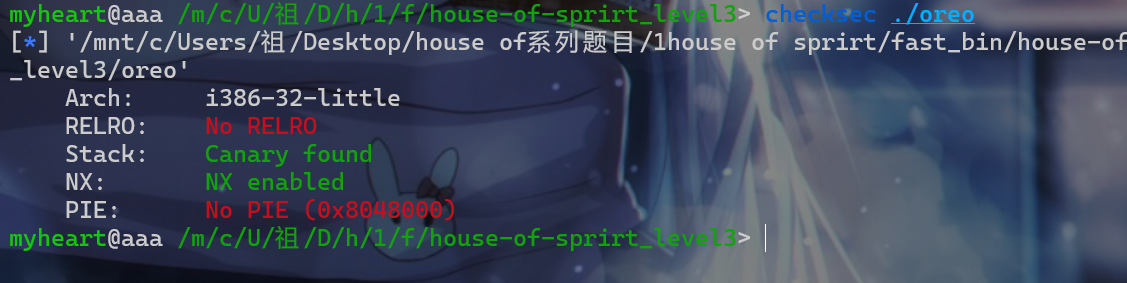 myheart@aaa /m/c/U/祖/D/h/1/f/house-of-sprirt_level3> checksec ./oreo
[*] '/mnt/c/Users/祖/Desktop/house of系列题目/1house of sprirt/fast_bin/house-of
_level3/oreo'
    Arch:     i386-32-little
    RELRO:    No RELRO
    Stack:    Canary found
    NX:       NX enabled
    PIE:      No PIE (0x8048000)
myheart@aaa /m/c/U/祖/D/h/1/f/house-of-sprirt_level3>